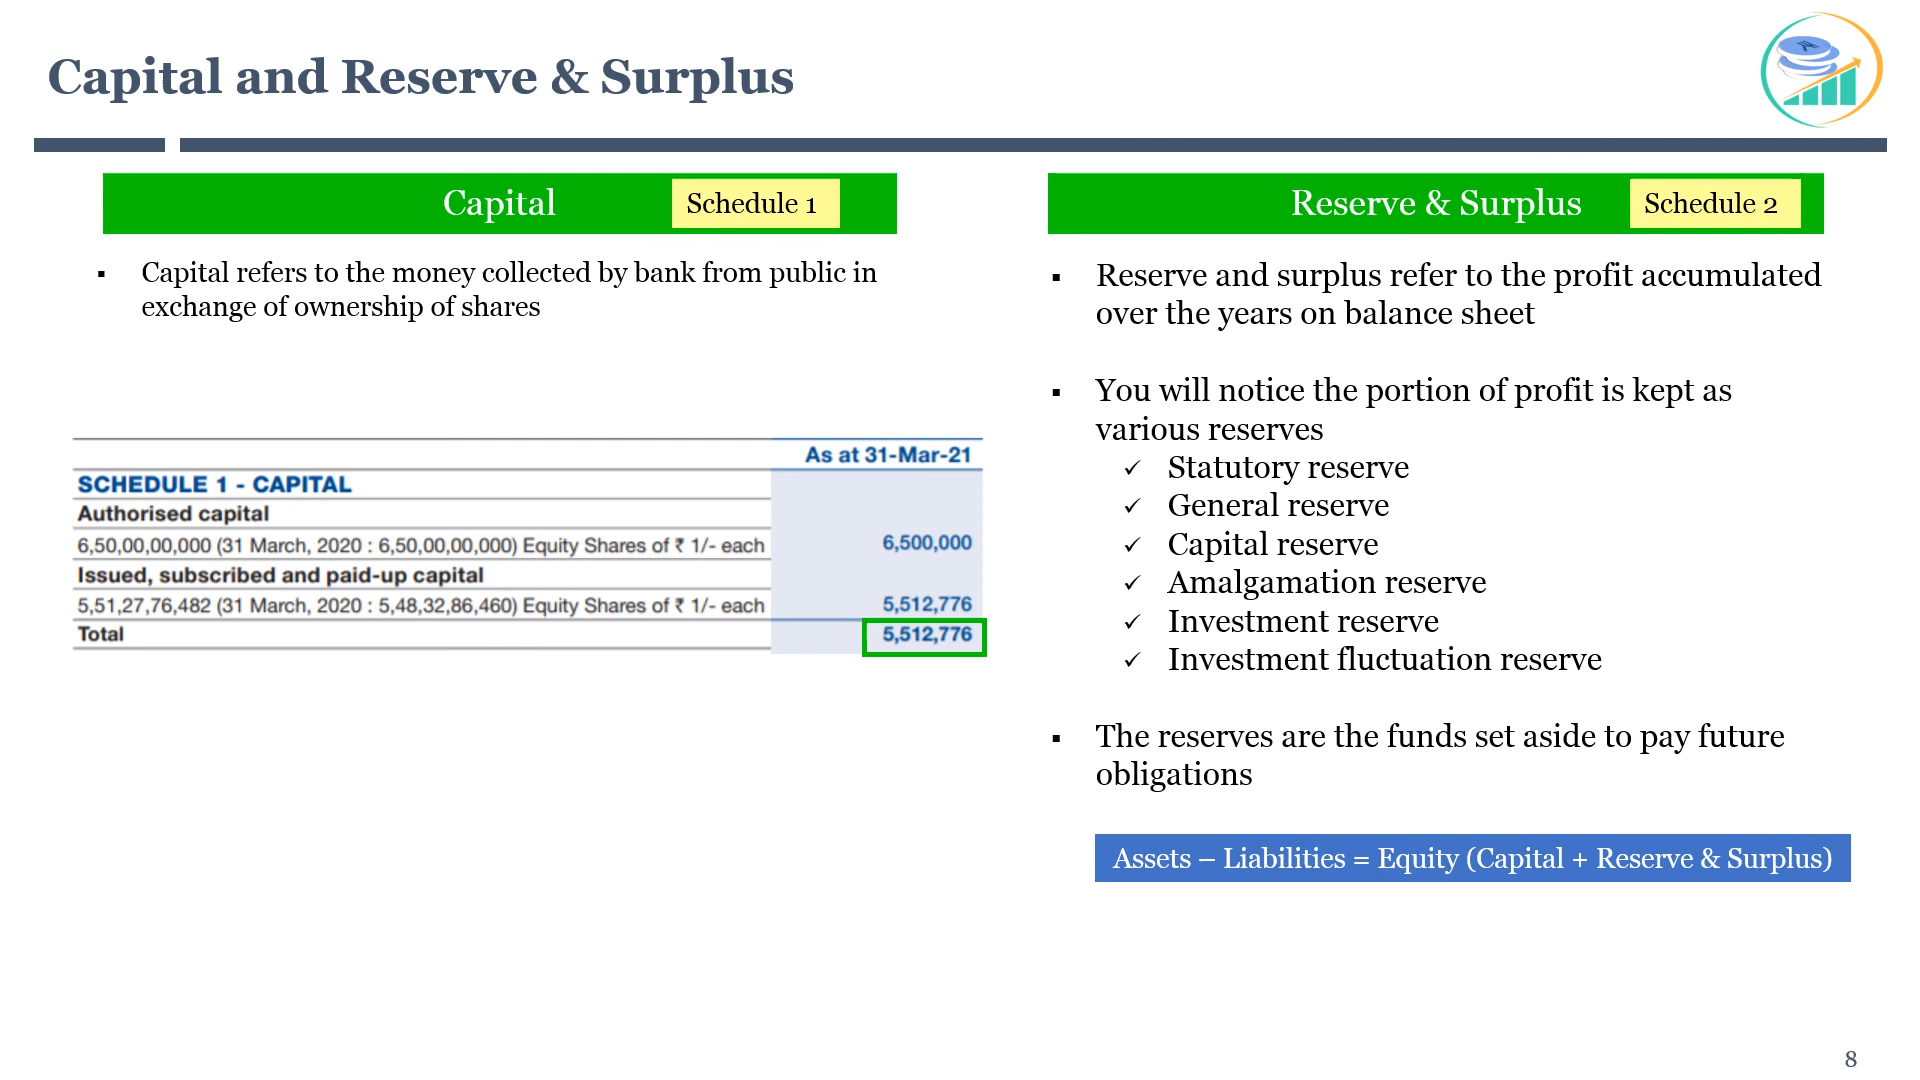 Capital and Reserve & Surplus
Capital
Schedule 1
▪ Capital refers to the money collected by bank from public in
exchange of ownership of shares
As at 31-Mar-21
SCHEDULE 1 - CAPITAL
Authorised capital
6,50,00,00,000 (31 March, 2020 : 6,50,00,00,000) Equity Shares of ₹ 1/- each 6,500,000
Issued, subscribed and paid-up capital
5,51,27,76,482 (31 March, 2020 : 5,48,32,86,460) Equity Shares of ₹ 1/- each 5,512,776
Total 5,512,776
Reserve & Surplus
Schedule 2
▪ Reserve and surplus refer to the profit accumulated
over the years on balance sheet
▪ You will notice the portion of profit is kept as
various reserves
✓ Statutory reserve
✓ General reserve
✓ Capital reserve
✓ Amalgamation reserve
✓ Investment reserve
✓ Investment fluctuation reserve
▪ The reserves are the funds set aside to pay future
obligations
Assets – Liabilities = Equity (Capital + Reserve & Surplus)
8